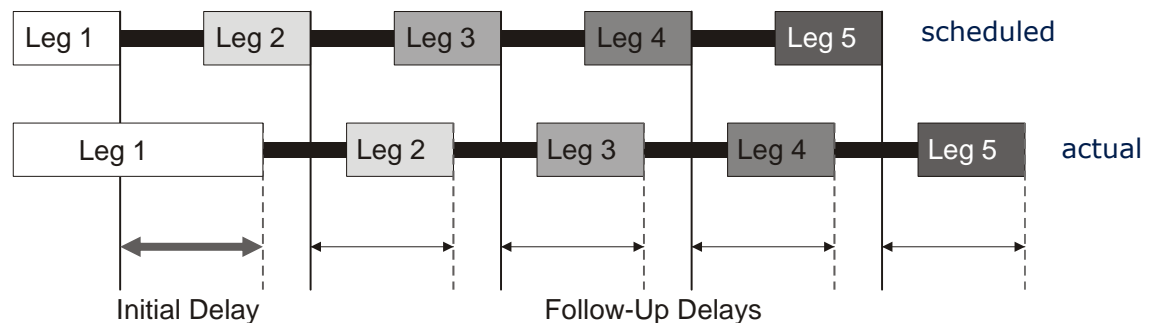 Leg 1 Leg 2 Leg 3 Leg 4 Leg 5 scheduled
Leg 1 Leg 2 Leg 3 Leg 4 Leg 5 actual
Initial Delay Follow-Up Delays